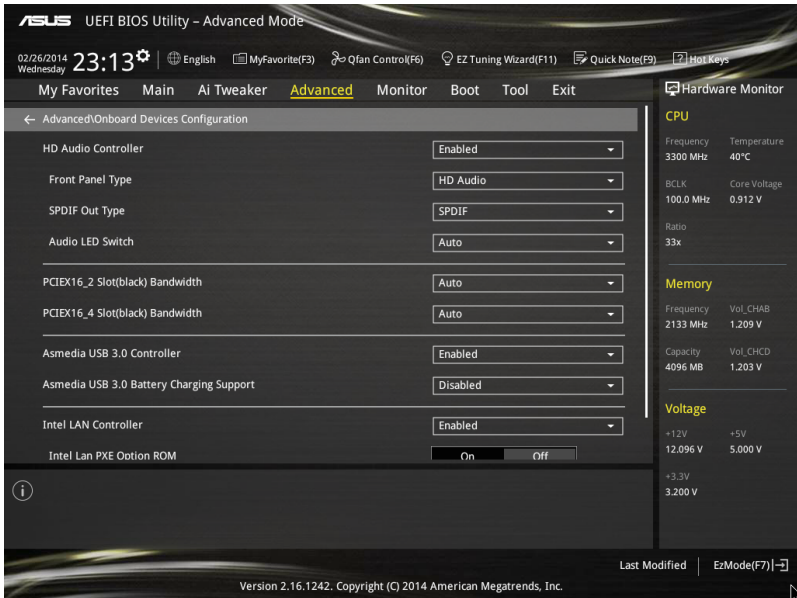 ASUS UEFI BIOS Utility – Advanced Mode
02/26/2014 Wednesday 23:13 English MyFavorite(F3) Qfan Control(F6) EZ Tuning Wizard(F11) Quick Note(F9) ? Hot Keys
My Favorites Main Ai Tweaker Advanced Monitor Boot Tool Exit
← Advanced\Onboard Devices Configuration
HD Audio Controller Enabled
Front Panel Type HD Audio
SPDIF Out Type SPDIF
Audio LED Switch Auto
PCIEX16_2 Slot(black) Bandwidth Auto
PCIEX16_4 Slot(black) Bandwidth Auto
Asmedia USB 3.0 Controller Enabled
Asmedia USB 3.0 Battery Charging Support Disabled
Intel LAN Controller Enabled
Intel Lan PXE Option ROM On Off
Hardware Monitor
CPU
Frequency Temperature
3300 MHz 40°C
BCLK Core Voltage
100.0 MHz 0.912 V
Ratio
33x
Memory
Frequency Vol_CHAB
2133 MHz 1.209 V
Capacity Vol_CHCD
4096 MB 1.203 V
Voltage
+12V +5V
12.096 V 5.000 V
+3.3V
3.200 V
Last Modified EzMode(F7)
Version 2.16.1242. Copyright (C) 2014 American Megatrends, Inc.